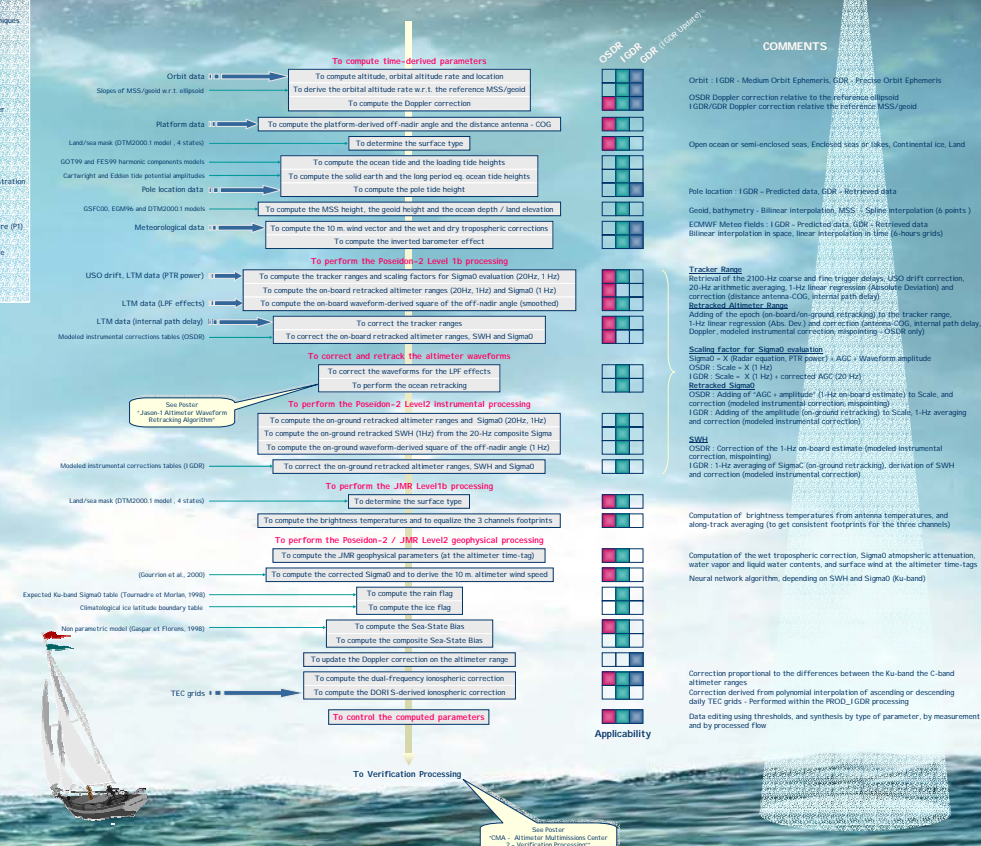 niques
stration
re (P1)
OSDR
IGDR
GDR (IGDR Update)
COMMENTS
To compute time-derived parameters
Orbit data
To compute altitude, orbital altitude rate and location
Orbit : IGDR - Medium Orbit Ephemeris, GDR - Precise Orbit Ephemeris
Slopes of MSS/geoid w.r.t. ellipsoid
To derive the orbital altitude rate w.r.t. the reference MSS/geoid
To compute the Doppler correction
OSDR Doppler correction relative to the reference ellipsoid
IGDR/GDR Doppler correction relative the reference MSS/geoid
Platform data
To compute the platform-derived off-nadir angle and the distance antenna - COG
Land/sea mask (DTM2000.1 model , 4 states)
To determine the surface type
Open ocean or semi-enclosed seas, Enclosed seas or lakes, Continental ice, Land
GOT99 and FES99 harmonic components models
To compute the ocean tide and the loading tide heights
Cartwright and Edden tide potential amplitudes
To compute the solid earth and the long period eq. ocean tide heights
Pole location data
To compute the pole tide height
Pole location : IGDR - Predicted data, GDR - Retrieved data
GSFC00, EGM96 and DTM2000.1 models
To compute the MSS height, the geoid height and the ocean depth / land elevation
Geoid, bathymetry - Bilinear interpolation, MSS - Spline interpolation (6 points )
Meteorological data
To compute the 10 m. wind vector and the wet and dry tropospheric corrections
To compute the inverted barometer effect
ECMWF Meteo fields : IGDR - Predicted data, GDR - Retrieved data
Bilinear interpolation in space, linear interpolation in time (6-hours grids)
To perform the Poseidon-2 Level 1b processing
USO drift, LTM data (PTR power)
To compute the tracker ranges and scaling factors for Sigma0 evaluation (20Hz, 1 Hz)
To compute the on-board retracked altimeter ranges (20Hz, 1Hz) and Sigma0 (1 Hz)
LTM data (LPF effects)
To compute the on-board waveform-derived square of the off-nadir angle (smoothed)
LTM data (internal path delay)
To correct the tracker ranges
Modeled instrumental corrections tables (OSDR)
To correct the on-board retracked altimeter ranges, SWH and Sigma0
Tracker Range
Retrieval of the 2100-Hz coarse and fine trigger delays, USO drift correction,
20-Hz arithmetic averaging, 1-Hz linear regression (Absolute Deviation) and
correction (distance antenna-COG, internal path delay)
Retracked Altimeter Range
Adding of the epoch (on-board/on-ground retracking) to the tracker range,
1-Hz linear regression (Abs. Dev.) and correction (antenna-COG, internal path delay,
Doppler, modeled instrumental correction, mispointing - OSDR only)
Scaling factor for Sigma0 evaluation
Sigma0 = X (Radar equation, PTR power) + AGC + Waveform amplitude
OSDR : Scale = X (1 Hz)
IGDR : Scale = X (1 Hz) + corrected AGC (20 Hz)
Retracked Sigma0
OSDR : Adding of "AGC + amplitude" (1-Hz on-board estimate) to Scale, and
correction (modeled instrumental correction, mispointing)
IGDR : Adding of the amplitude (on-ground retracking) to Scale, 1-Hz averaging
and correction (modeled instrumental correction)
SWH
OSDR : Correction of the 1-Hz on-board estimate (modeled instrumental
correction, mispointing)
IGDR : 1-Hz averaging of SigmaC (on-ground retracking), derivation of SWH
and correction (modeled instrumental correction)
To correct and retrack the altimeter waveforms
To correct the waveforms for the LPF effects
To perform the ocean retracking
See Poster
"Jason-1 Altimeter Waveform
Retracking Algorithm"
To perform the Poseidon-2 Level2 instrumental processing
To compute the on-ground retracked altimeter ranges and Sigma0 (20Hz, 1Hz)
To compute the on-ground retracked SWH (1Hz) from the 20-Hz composite Sigma
To compute the on-ground waveform-derived square of the off-nadir angle (1 Hz)
Modeled instrumental corrections tables (IGDR)
To correct the on-ground retracked altimeter ranges, SWH and Sigma0
To perform the JMR Level1b processing
Land/sea mask (DTM2000.1 model , 4 states)
To determine the surface type
To compute the brightness temperatures and to equalize the 3 channels footprints
Computation of brightness temperatures from antenna temperatures, and
along-track averaging (to get consistent footprints for the three channels)
To perform the Poseidon-2 / JMR Level2 geophysical processing
To compute the JMR geophysical parameters (at the altimeter time-tag)
Computation of the wet tropospheric correction, Sigma0 atmopsheric attenuation,
water vapor and liquid water contents, and surface wind at the altimeter time-tags
(Gourrion et al., 2000)
To compute the corrected Sigma0 and to derive the 10 m. altimeter wind speed
Neural network algorithm, depending on SWH and Sigma0 (Ku-band)
Expected Ku-band Sigma0 table (Tournadre et Morlan, 1998)
To compute the rain flag
Climatological ice latitude boundary table
To compute the ice flag
Non parametric model (Gaspar et Florens, 1998)
To compute the Sea-State Bias
To compute the composite Sea-State Bias
To update the Doppler correction on the altimeter range
To compute the dual-frequency ionospheric correction
Correction proportional to the differences between the Ku-band the C-band
altimeter ranges
TEC grids
To compute the DORIS-derived ionospheric correction
Correction derived from polynomial interpolation of ascending or descending
daily TEC grids - Performed within the PROD_IGDR processing
To control the computed parameters
Data editing using thresholds, and synthesis by type of parameter, by measurement
and by processed flow
Applicability
To Verification Processing
See Poster
"CMA - Altimeter Multimissions Center
2 - Verification Processing"